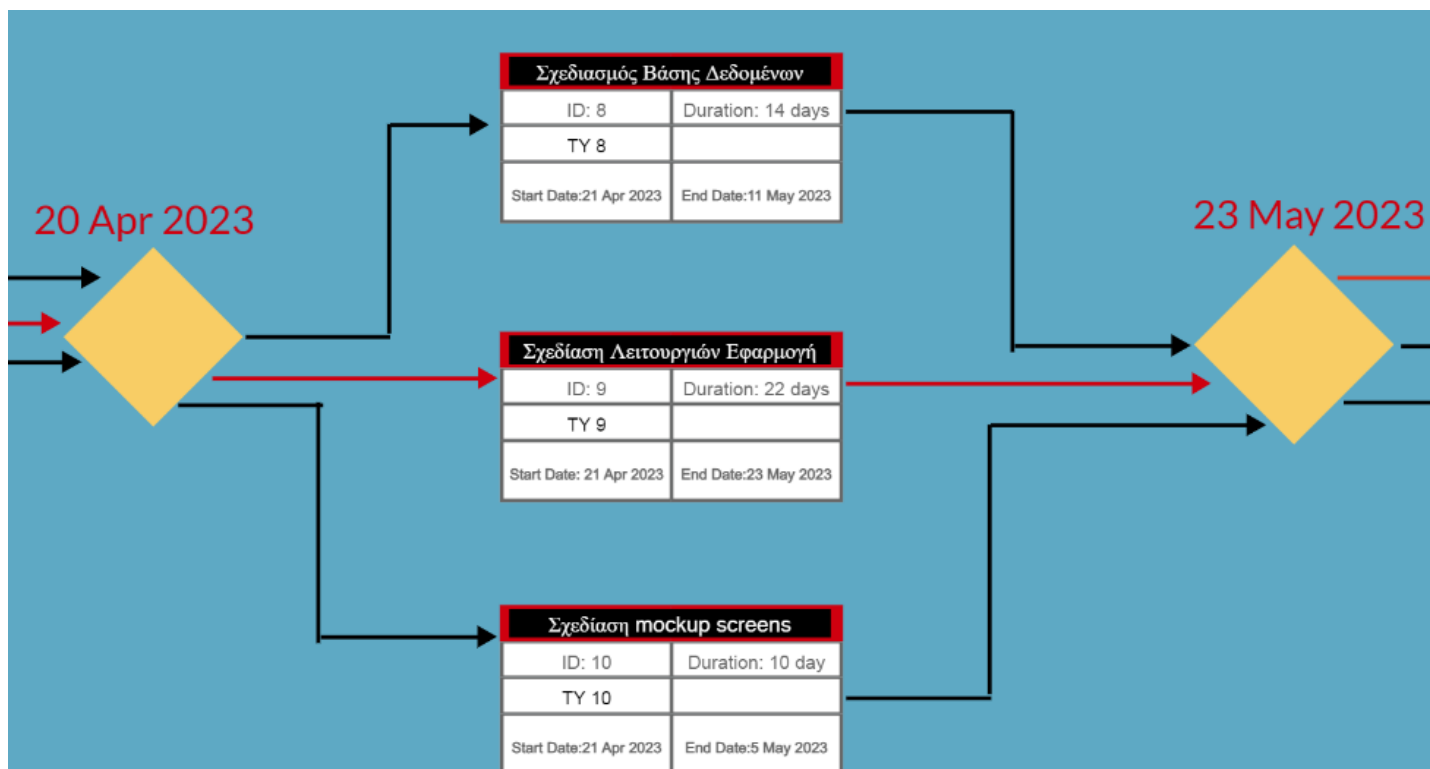 Σχεδιασμός Βάσης Δεδομένων
ID: 8 Duration: 14 days
TY 8
Start Date:21 Apr 2023 End Date:11 May 2023
20 Apr 2023
23 May 2023
Σχεδίαση Λειτουργιών Εφαρμογή
ID: 9 Duration: 22 days
TY 9
Start Date: 21 Apr 2023 End Date:23 May 2023
Σχεδίαση mockup screens
ID: 10 Duration: 10 day
TY 10
Start Date:21 Apr 2023 End Date:5 May 2023